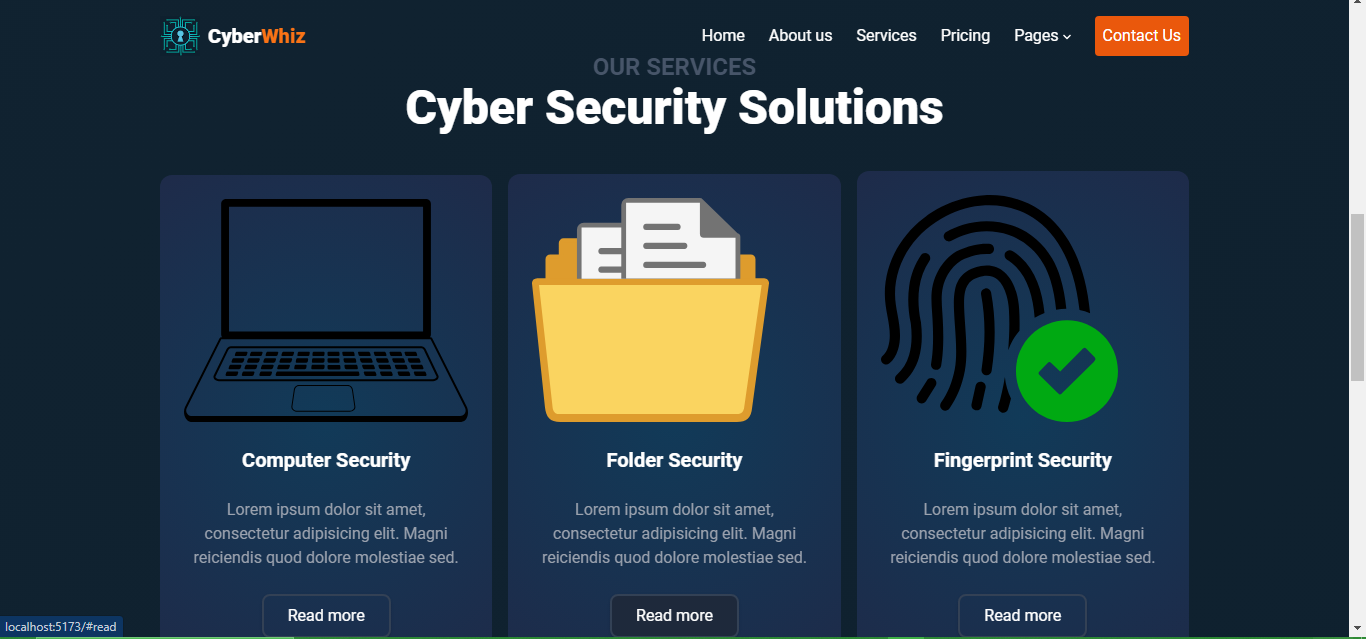 CyberWhiz
Home About us Services Pricing Pages Contact Us
OUR SERVICES
Cyber Security Solutions
Computer Security
Lorem ipsum dolor sit amet,
consectetur adipisicing elit. Magni
reiciendis quod dolore molestiae sed.
Read more
Folder Security
Lorem ipsum dolor sit amet,
consectetur adipisicing elit. Magni
reiciendis quod dolore molestiae sed.
Read more
Fingerprint Security
Lorem ipsum dolor sit amet,
consectetur adipisicing elit. Magni
reiciendis quod dolore molestiae sed.
Read more
localhost:5173/#read